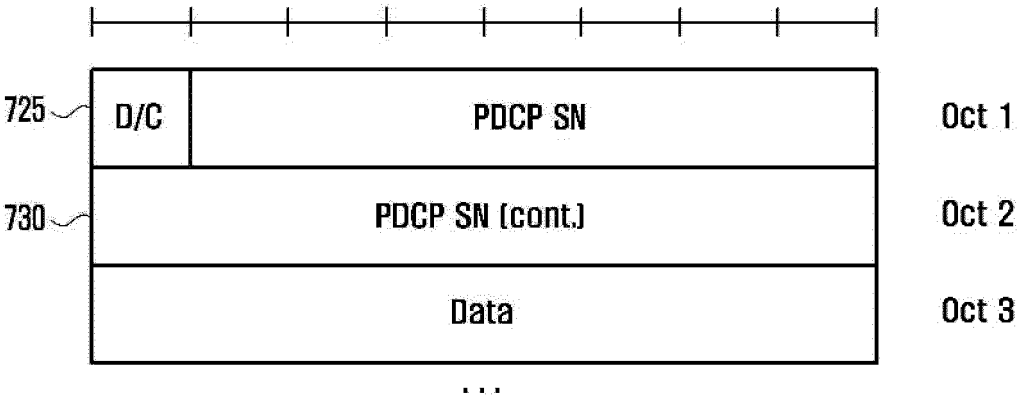 725 D/C PDCP SN Oct 1
730 PDCP SN (cont.) Oct 2
Data Oct 3
...